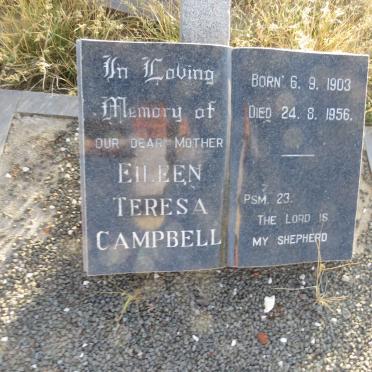 In Loving
Memory of
OUR DEAR MOTHER
EILEEN
TERESA
CAMPBELL
BORN 6. 9. 1903
DIED 24. 8. 1956.
PSM. 23.
THE LORD IS
MY SHEPHERD